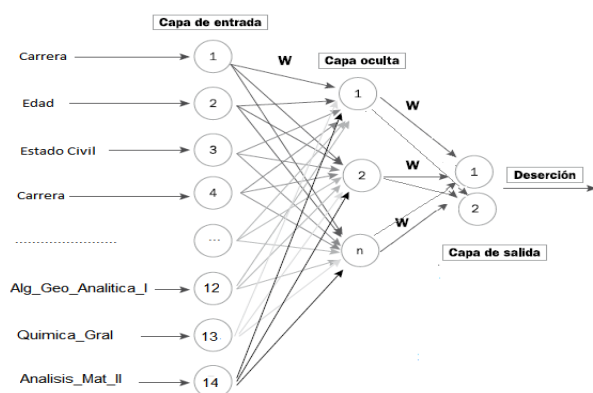 Capa de entrada
Carrera 1
W
Capa oculta
Edad 2
1
W
Estado Civil 3
2
W
1
Deserción
Carrera 4
2
........................ ...
n
W
Capa de salida
Alg_Geo_Analitica_I 12
Quimica_Gral 13
Analisis_Mat_II 14